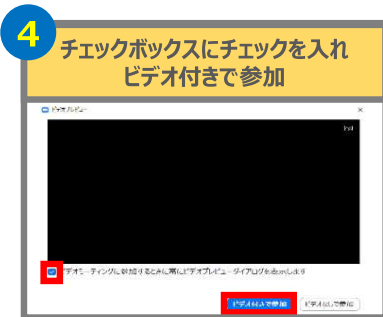 4
チェックボックスにチェックを入れ
ビデオ付きで参加
ビデオプレビュー
ビデオミーティングに参加するときに常にビデオプレビューダイアログを表示します
ビデオ付きで参加
ビデオなしで参加